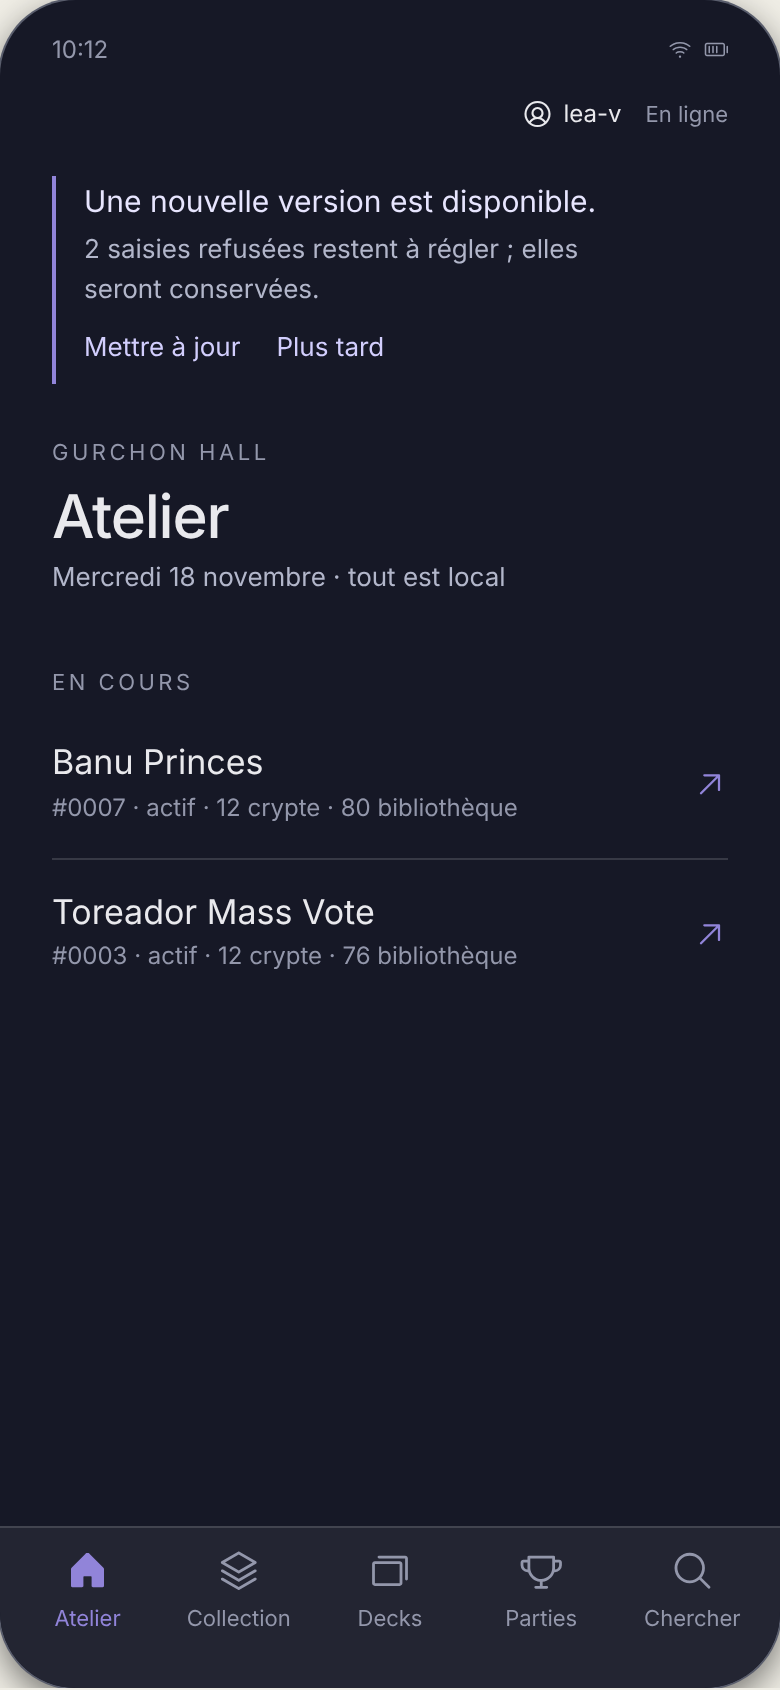 10:12
lea-v En ligne
Une nouvelle version est disponible.
2 saisies refusées restent à régler ; elles
seront conservées.
Mettre à jour Plus tard
GURCHON HALL
Atelier
Mercredi 18 novembre · tout est local
EN COURS
Banu Princes
#0007 · actif · 12 crypte · 80 bibliothèque
Toreador Mass Vote
#0003 · actif · 12 crypte · 76 bibliothèque
Atelier Collection Decks Parties Chercher